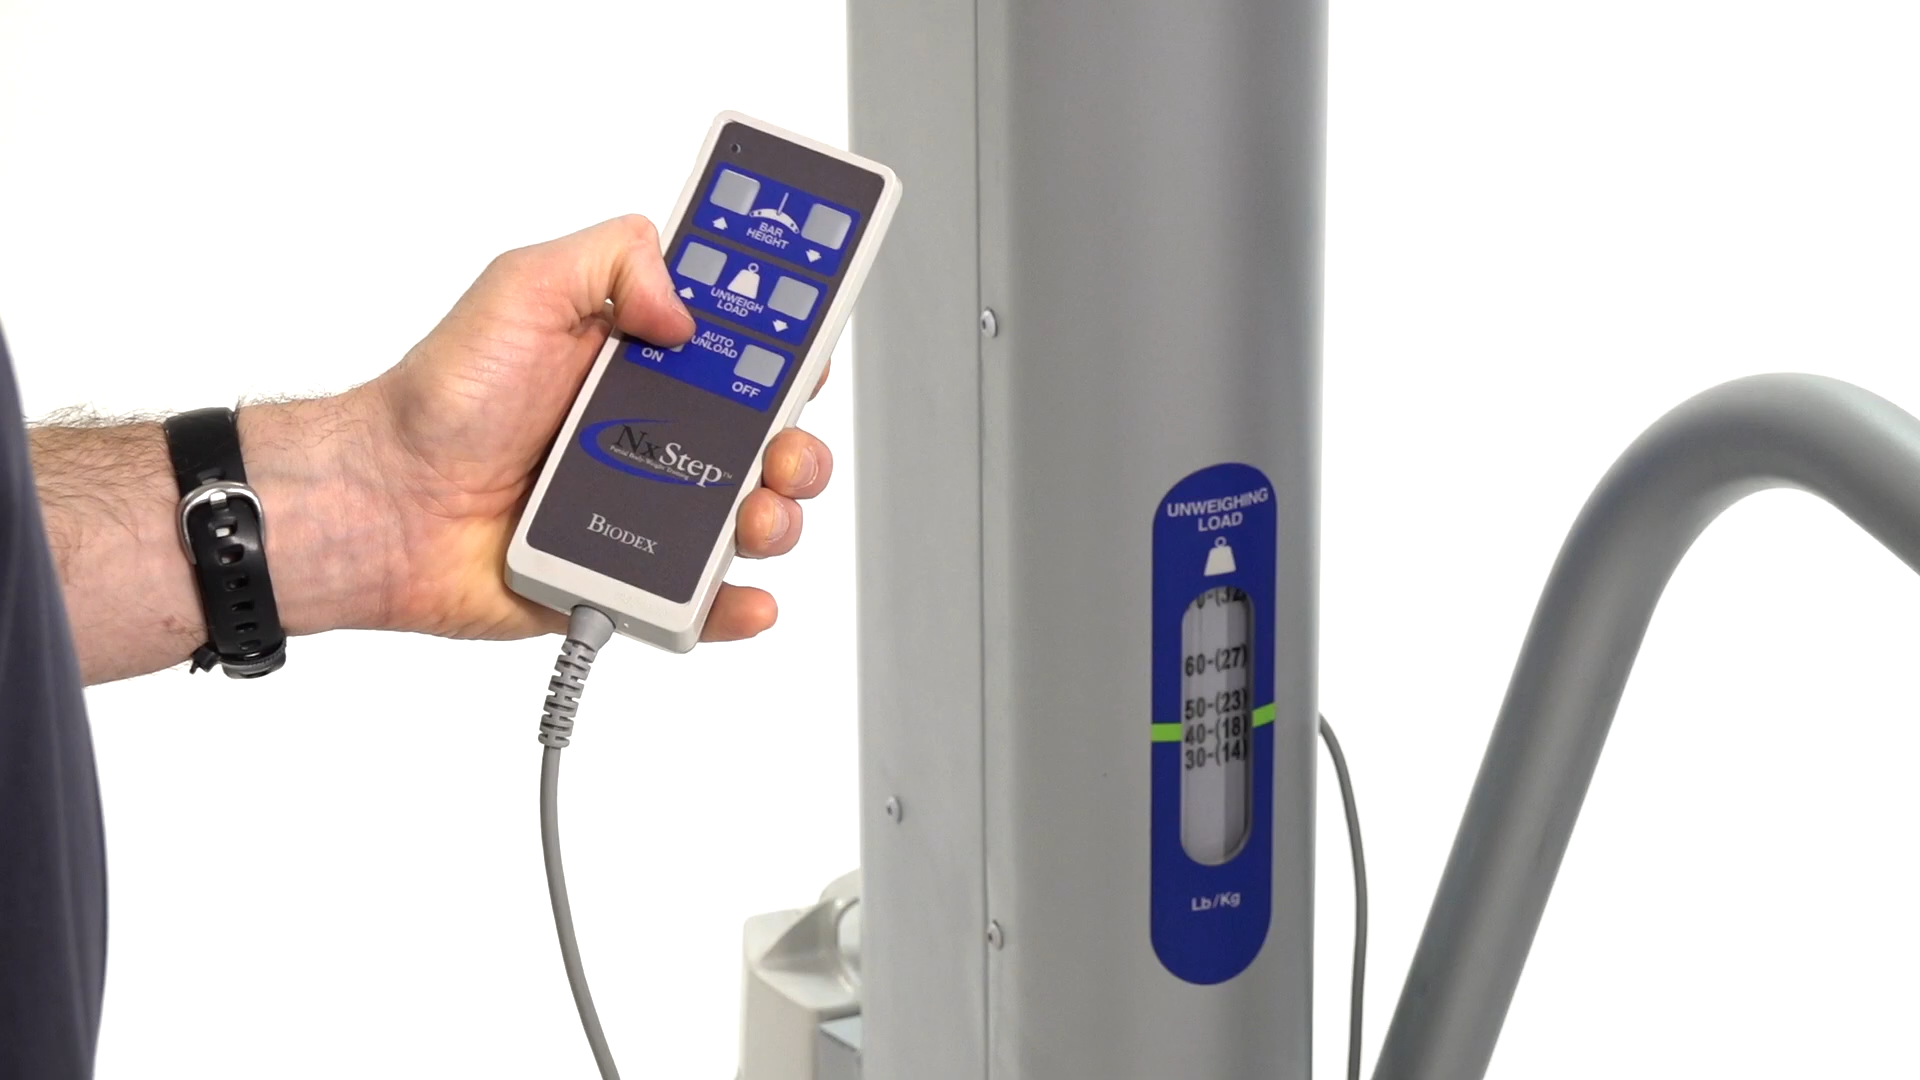 BAR
HEIGHT
UNWEIGH
LOAD
AUTO
UNLOAD
ON
OFF
NxStep™
Partial Body-Weight Training
BIODEX
UNWEIGHING
LOAD
60-(27)
50-(23)
40-(18)
30-(14)
Lb/Kg